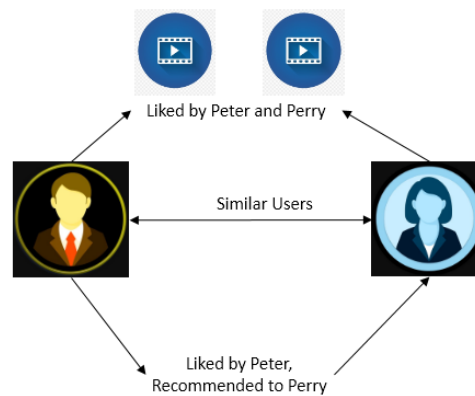 Liked by Peter and Perry
Similar Users
Liked by Peter,
Recommended to Perry